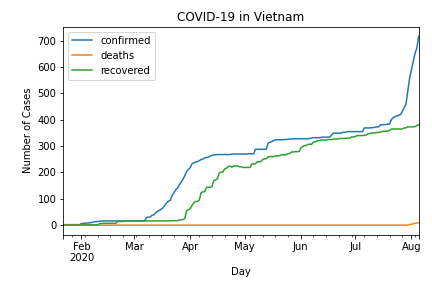 COVID-19 in Vietnam
confirmed
deaths
recovered
Number of Cases
700
600
500
400
300
200
100
0
Feb Mar Apr May Jun Jul Aug
2020
Day